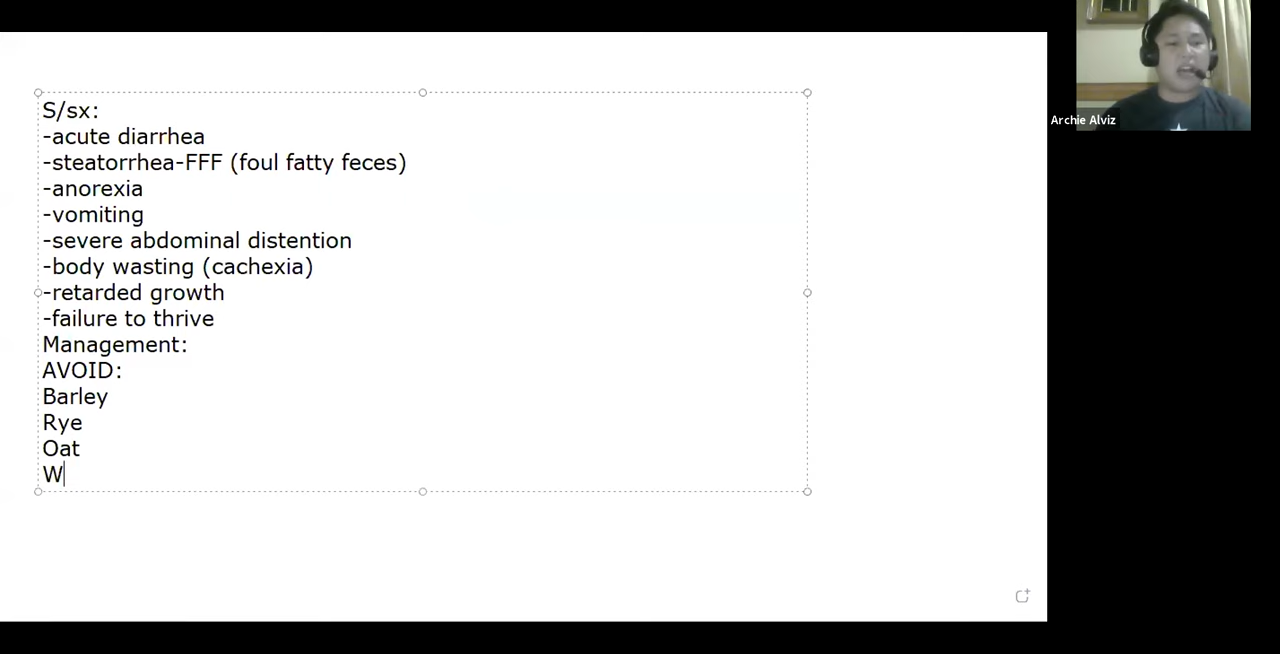 S/sx:
-acute diarrhea
-steatorrhea-FFF (foul fatty feces)
-anorexia
-vomiting
-severe abdominal distention
-body wasting (cachexia)
-retarded growth
-failure to thrive
Management:
AVOID:
Barley
Rye
Oat
W
Archie Alviz